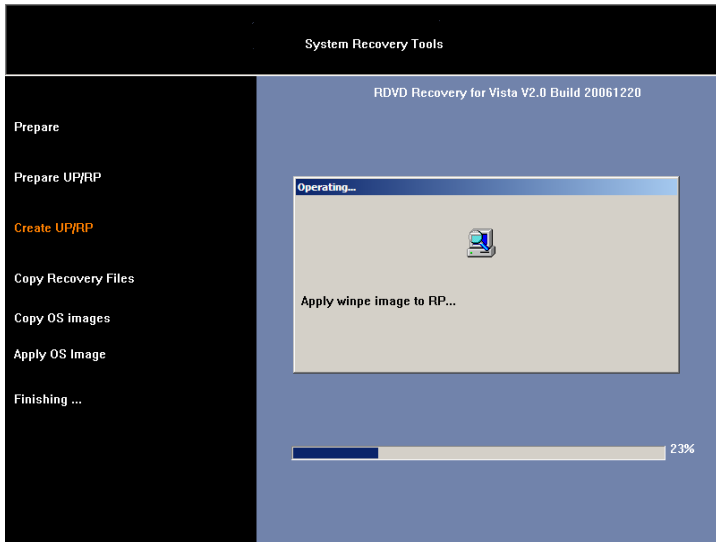 System Recovery Tools
RDVD Recovery for Vista V2.0 Build 20061220
Prepare
Prepare UP/RP
Create UP/RP
Copy Recovery Files
Copy OS images
Apply OS Image
Finishing ...
Operating...
Apply winpe image to RP...
23%